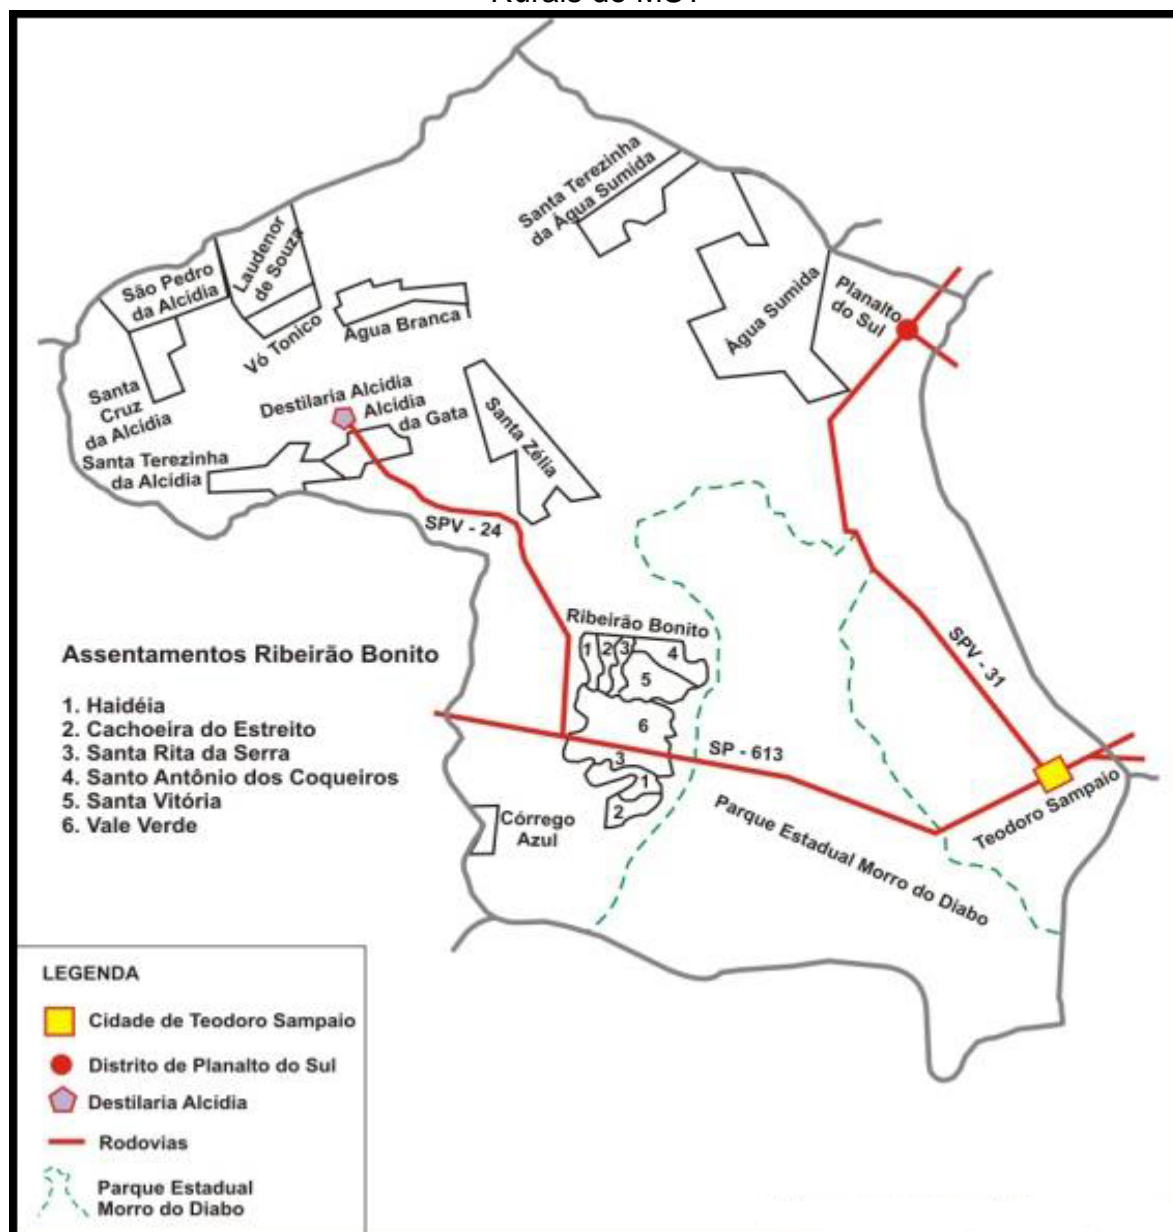 Rurais do MST
Santa Terezinha
da Água Sumida
Laudenor
de Souza
São Pedro
da Alcídia
Planalto
do Sul
Água Sumida
Vó Tonico
Água Branca
Santa
Cruz
da Alcídia
Destilaria Alcídia
Alcídia
da Gata
Santa Zélia
Santa Terezinha
da Alcídia
SPV - 24
Ribeirão Bonito
1
2
3
4
5
6
3
1
2
SPV - 31
SP - 613
Teodoro Sampaio
Parque Estadual Morro do Diabo
Córrego
Azul
Assentamentos Ribeirão Bonito
1. Haidéia
2. Cachoeira do Estreito
3. Santa Rita da Serra
4. Santo Antônio dos Coqueiros
5. Santa Vitória
6. Vale Verde
LEGENDA
Cidade de Teodoro Sampaio
Distrito de Planalto do Sul
Destilaria Alcídia
Rodovias
Parque Estadual
Morro do Diabo